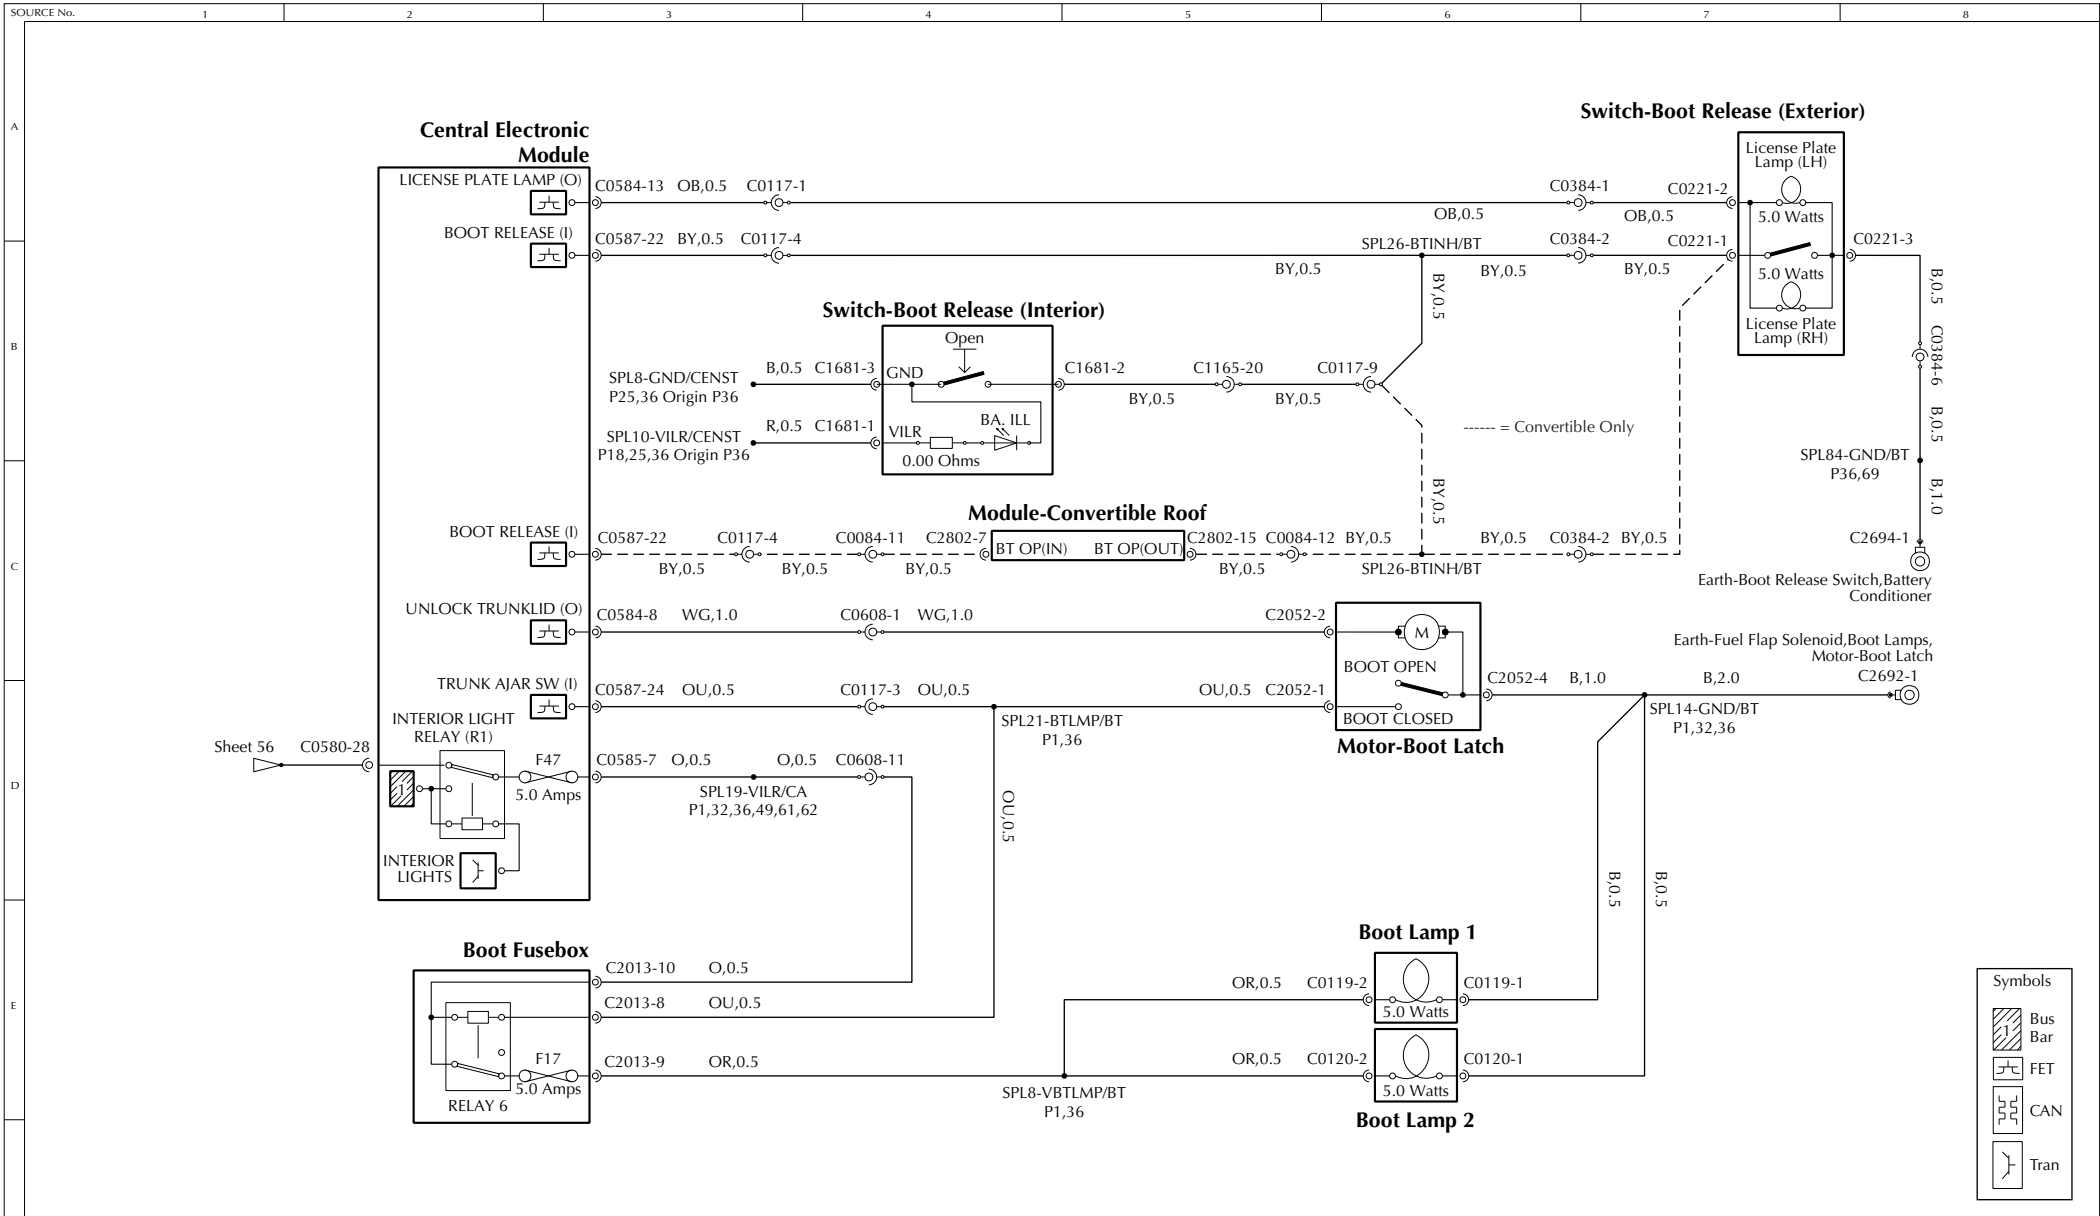 SOURCE No. 1 2 3 4 5 6 7 8
A
B
C
D
E
Central Electronic
Module
LICENSE PLATE LAMP (O)
C0584-13 OB,0.5 C0117-1
OB,0.5
C0384-1
OB,0.5
C0221-2
BOOT RELEASE (I)
C0587-22 BY,0.5 C0117-4
BY,0.5
SPL26-BTINH/BT
BY,0.5
C0384-2
BY,0.5
C0221-1
BY,0.5
Switch-Boot Release (Exterior)
License Plate
Lamp (LH)
5.0 Watts
5.0 Watts
License Plate
Lamp (RH)
C0221-3
B,0.5
C0384-6
B,0.5
SPL84-GND/BT
P36,69
B,1.0
C2694-1
Earth-Boot Release Switch,Battery
Conditioner
Switch-Boot Release (Interior)
Open
SPL8-GND/CENST
P25,36 Origin P36
B,0.5 C1681-3
GND
SPL10-VILR/CENST
P18,25,36 Origin P36
R,0.5 C1681-1
VILR
BA. ILL
0.00 Ohms
C1681-2
BY,0.5
C1165-20
BY,0.5
C0117-9
------ = Convertible Only
BY,0.5
Module-Convertible Roof
BOOT RELEASE (I)
C0587-22
BY,0.5
C0117-4
BY,0.5
C0084-11
BY,0.5
C2802-7
BT OP(IN) BT OP(OUT)
C2802-15
BY,0.5
C0084-12 BY,0.5
SPL26-BTINH/BT
BY,0.5 C0384-2 BY,0.5
UNLOCK TRUNKLID (O)
C0584-8 WG,1.0 C0608-1 WG,1.0 C2052-2
M
BOOT OPEN
BOOT CLOSED
Motor-Boot Latch
C2052-4 B,1.0 B,2.0 C2692-1
Earth-Fuel Flap Solenoid,Boot Lamps,
Motor-Boot Latch
SPL14-GND/BT
P1,32,36
TRUNK AJAR SW (I)
C0587-24 OU,0.5 C0117-3 OU,0.5 OU,0.5 C2052-1
SPL21-BTLMP/BT
P1,36
INTERIOR LIGHT
RELAY (R1)
Sheet 56 C0580-28
1
F47
5.0 Amps
C0585-7 O,0.5 O,0.5 C0608-11
SPL19-VILR/CA
P1,32,36,49,61,62
OU,0.5
INTERIOR
LIGHTS
B,0.5
B,0.5
Boot Fusebox
C2013-10 O,0.5
C2013-8 OU,0.5
F17
5.0 Amps
RELAY 6
C2013-9 OR,0.5
SPL8-VBTLMP/BT
P1,36
Boot Lamp 1
OR,0.5 C0119-2
5.0 Watts
C0119-1
OR,0.5 C0120-2
5.0 Watts
C0120-1
Boot Lamp 2
Symbols
1
Bus
Bar
FET
CAN
Tran